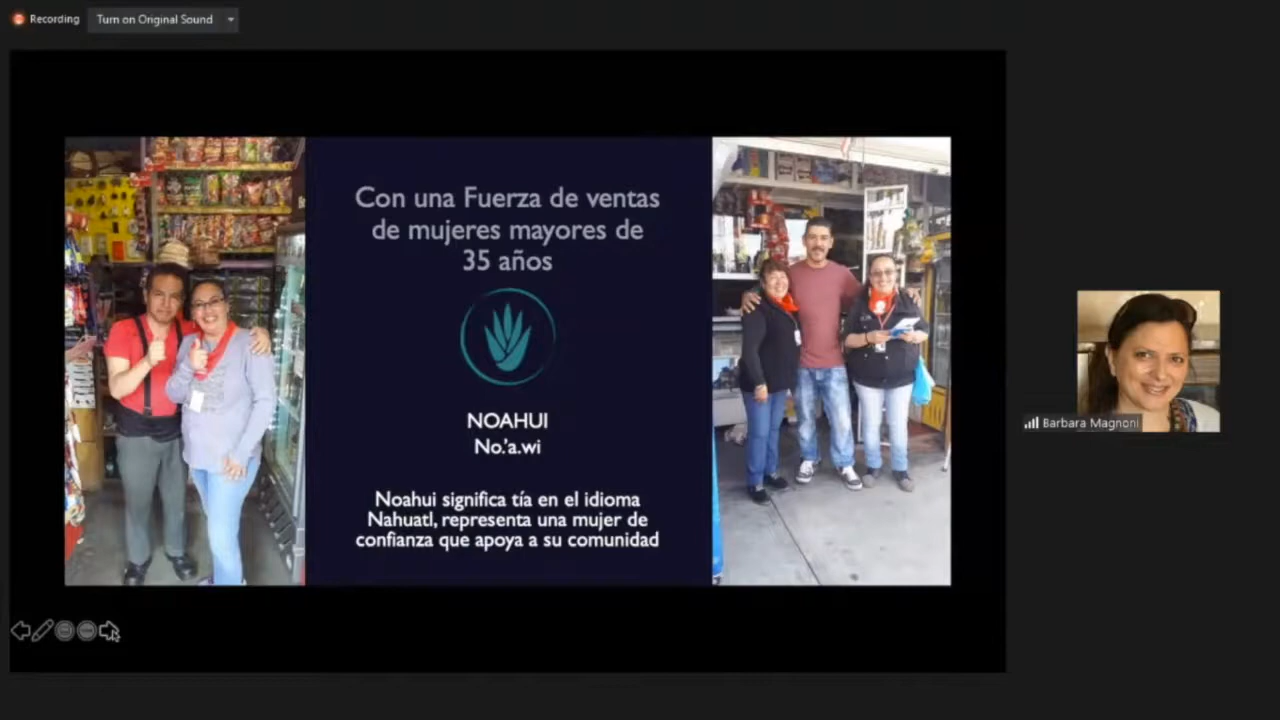 Recording
Turn on Original Sound
Con una Fuerza de ventas
de mujeres mayores de
35 años
NOAHUI
No.'a.wi
Noahui significa tía en el idioma
Nahuatl, representa una mujer de
confianza que apoya a su comunidad
Barbara Magnoni